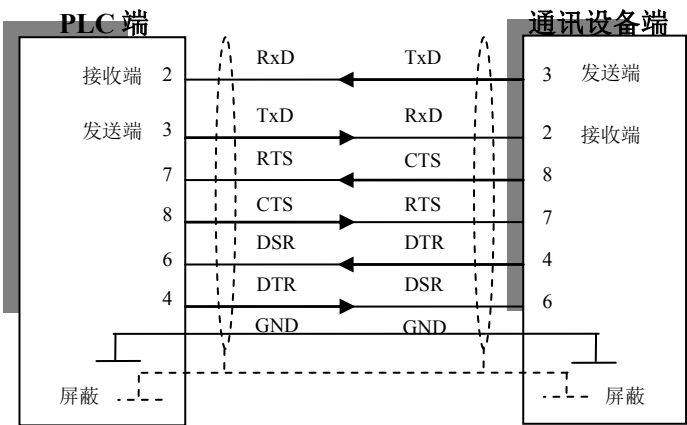 PLC 端 通讯设备端
接收端 2 RxD TxD 3 发送端
发送端 3 TxD RxD 2 接收端
7 RTS CTS 8
8 CTS RTS 7
6 DSR DTR 4
4 DTR DSR 6
GND GND
屏蔽 屏蔽